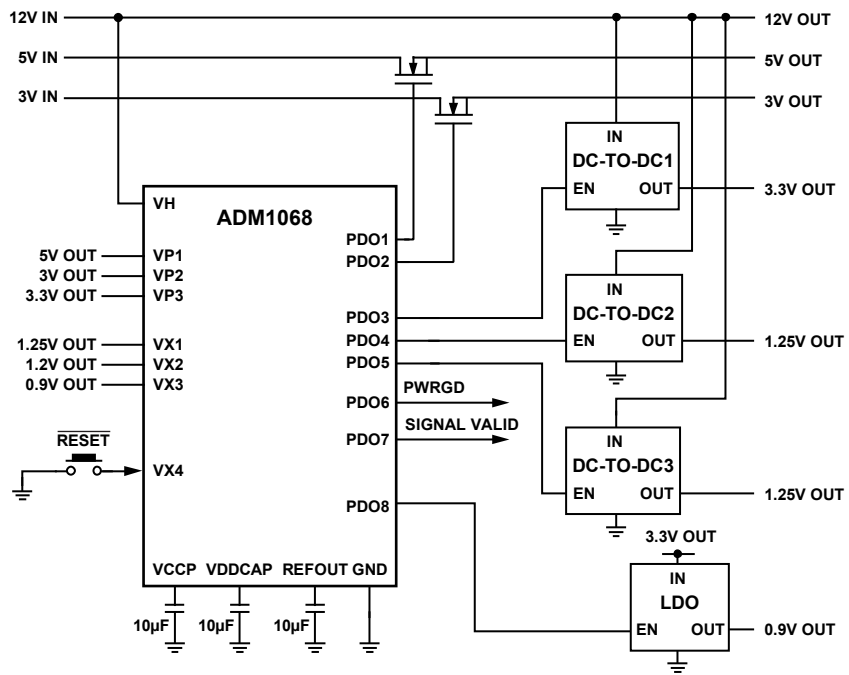 12V IN
12V OUT
5V IN
5V OUT
3V IN
3V OUT
IN
DC-TO-DC1
EN OUT
3.3V OUT
VH
ADM1068
PDO1
PDO2
5V OUT
VP1
3V OUT
VP2
3.3V OUT
VP3
IN
DC-TO-DC2
EN OUT
1.25V OUT
PDO3
PDO4
PDO5
1.25V OUT
VX1
1.2V OUT
VX2
0.9V OUT
VX3
PDO6
PWRGD
PDO7
SIGNAL VALID
RESET
VX4
IN
DC-TO-DC3
EN OUT
1.25V OUT
PDO8
3.3V OUT
IN
LDO
EN OUT
0.9V OUT
VCCP VDDCAP REFOUT GND
10µF 10µF 10µF